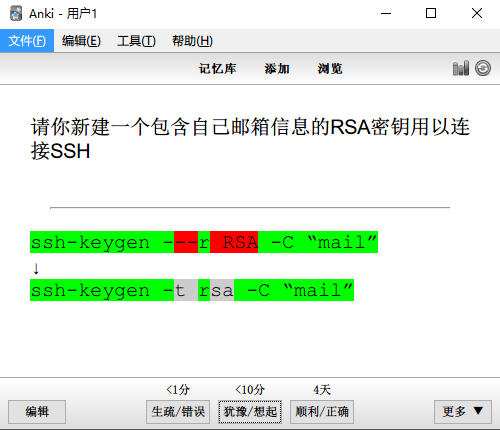 Anki - 用户1
文件(F) 编辑(E) 工具(T) 帮助(H)
记忆库 添加 浏览
请你新建一个包含自己邮箱信息的RSA密钥用以连
接SSH
ssh-keygen ---r RSA -C “mail”
↓
ssh-keygen -t rsa -C “mail”
<1分 <10分 4天
编辑 生疏/错误 犹豫/想起 顺利/正确 更多 ▼